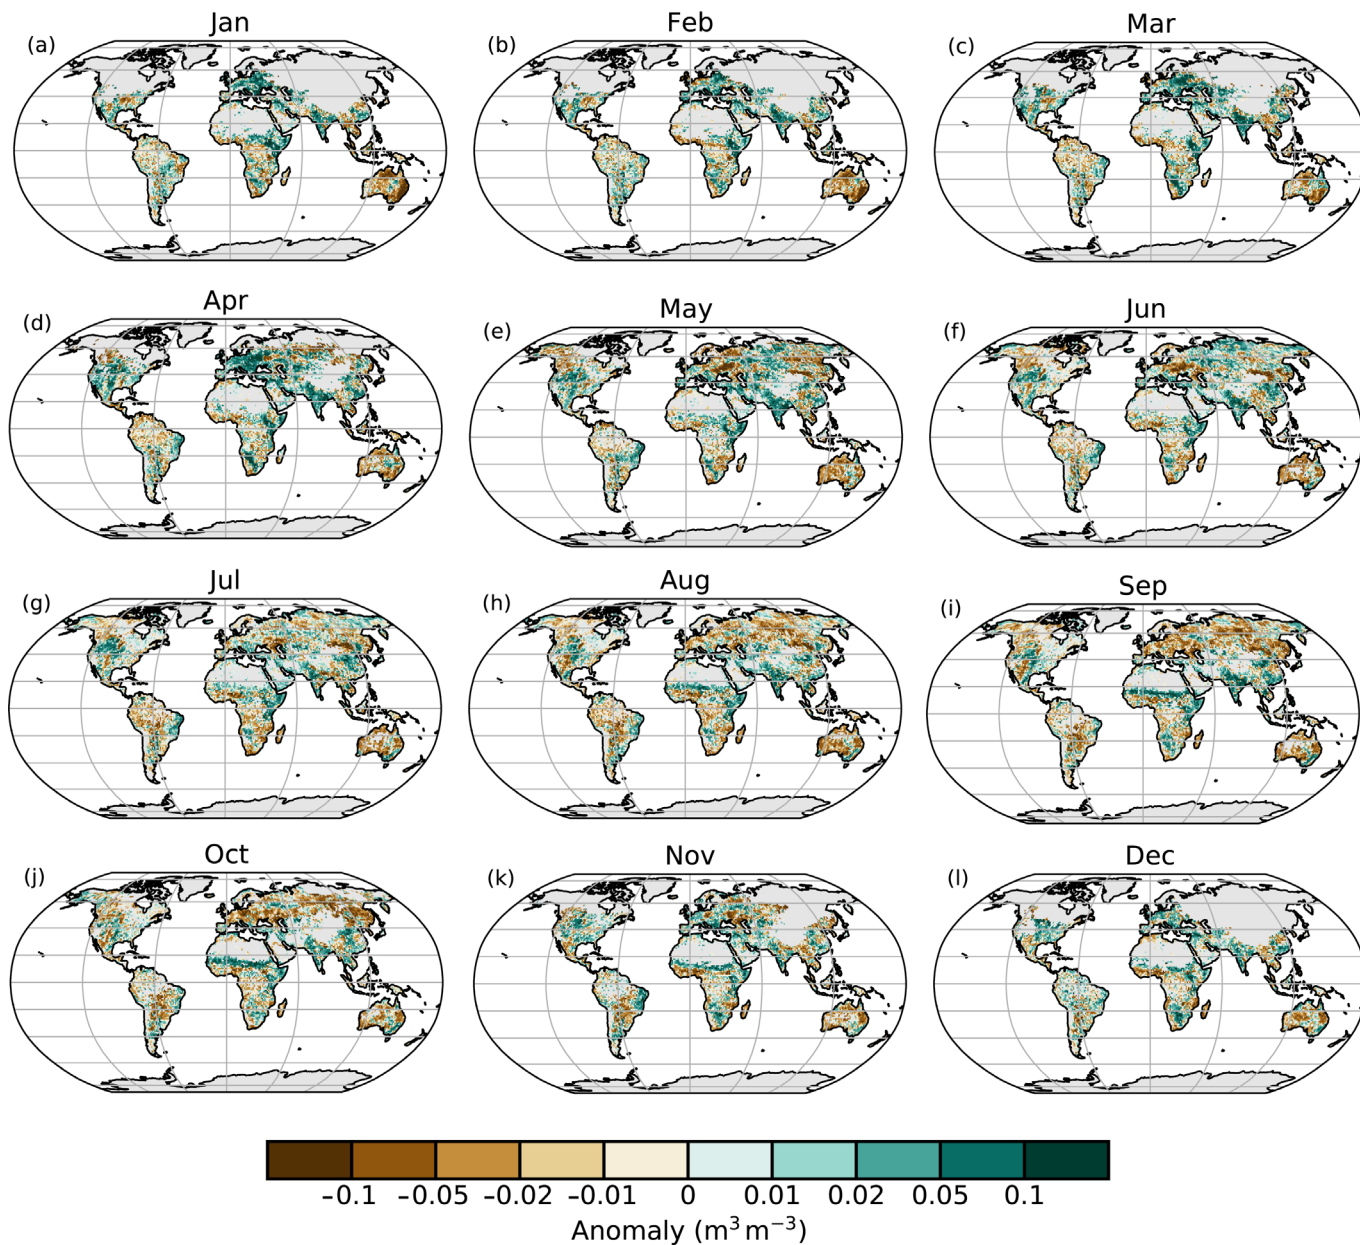 Jan
Feb
Mar
(a)
(b)
(c)
Apr
May
Jun
(d)
(e)
(f)
Jul
Aug
Sep
(g)
(h)
(i)
Oct
Nov
Dec
(j)
(k)
(l)
−0.1 −0.05 −0.02 −0.01 0 0.01 0.02 0.05 0.1
Anomaly (m³ m⁻³)